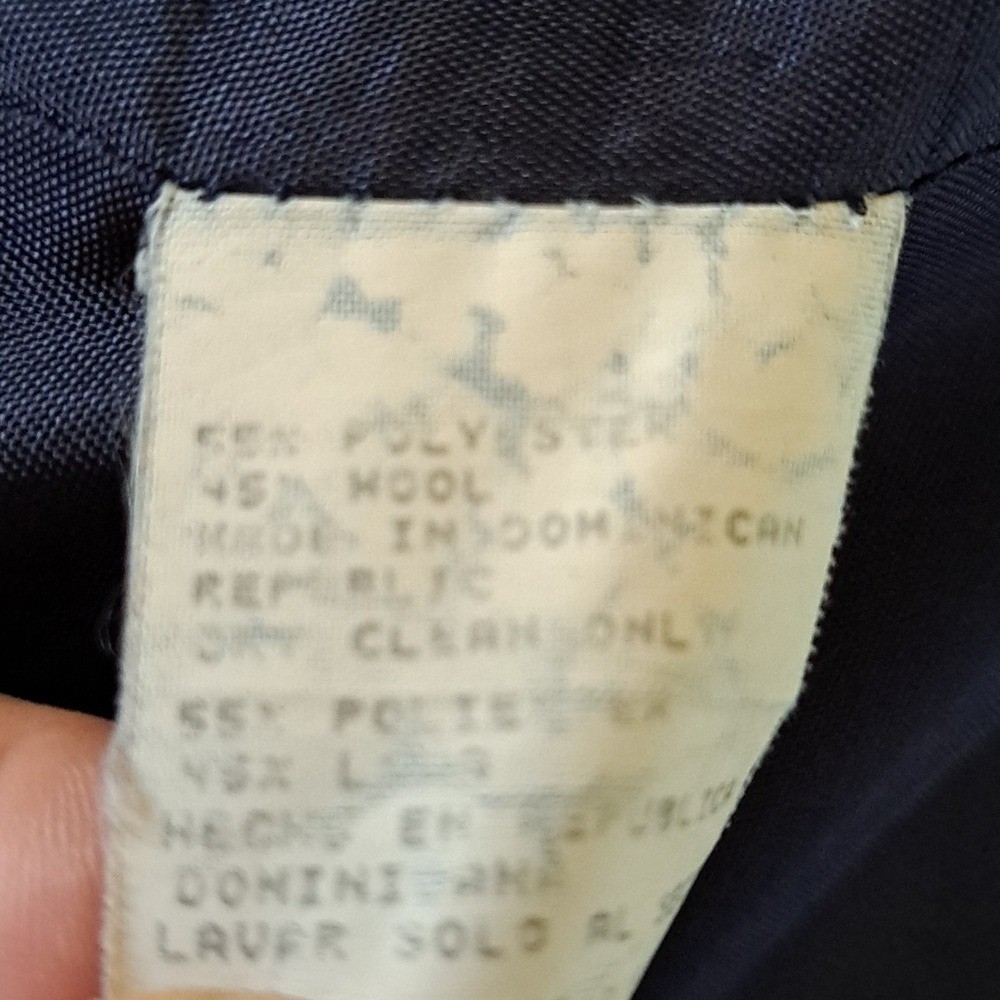 55% POLYESTER
45% WOOL
MADE IN DOMINICAN
REPUBLIC
DRY CLEAN ONLY
55% POLIESTER
45% LANA
HECHO EN REPUBLICA
DOMINICANA
LAVAR SOLO AL